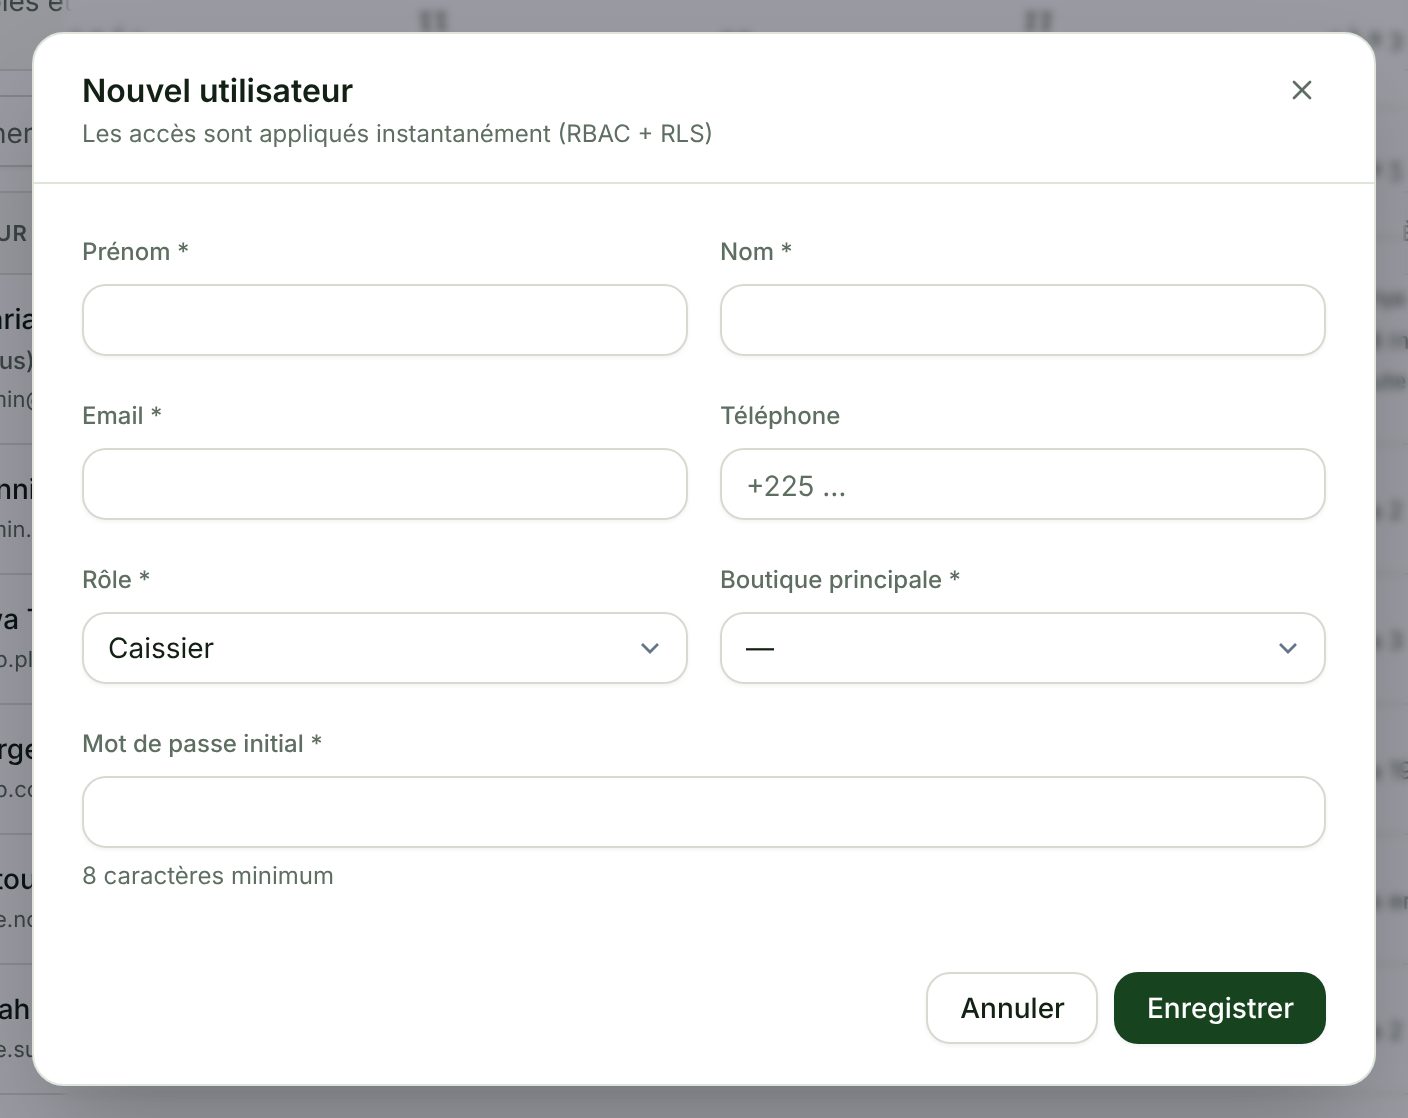 Nouvel utilisateur
Les accès sont appliqués instantanément (RBAC + RLS)
Prénom *
Nom *
Email *
Téléphone
+225 ...
Rôle *
Boutique principale *
Caissier
—
Mot de passe initial *
8 caractères minimum
Annuler
Enregistrer